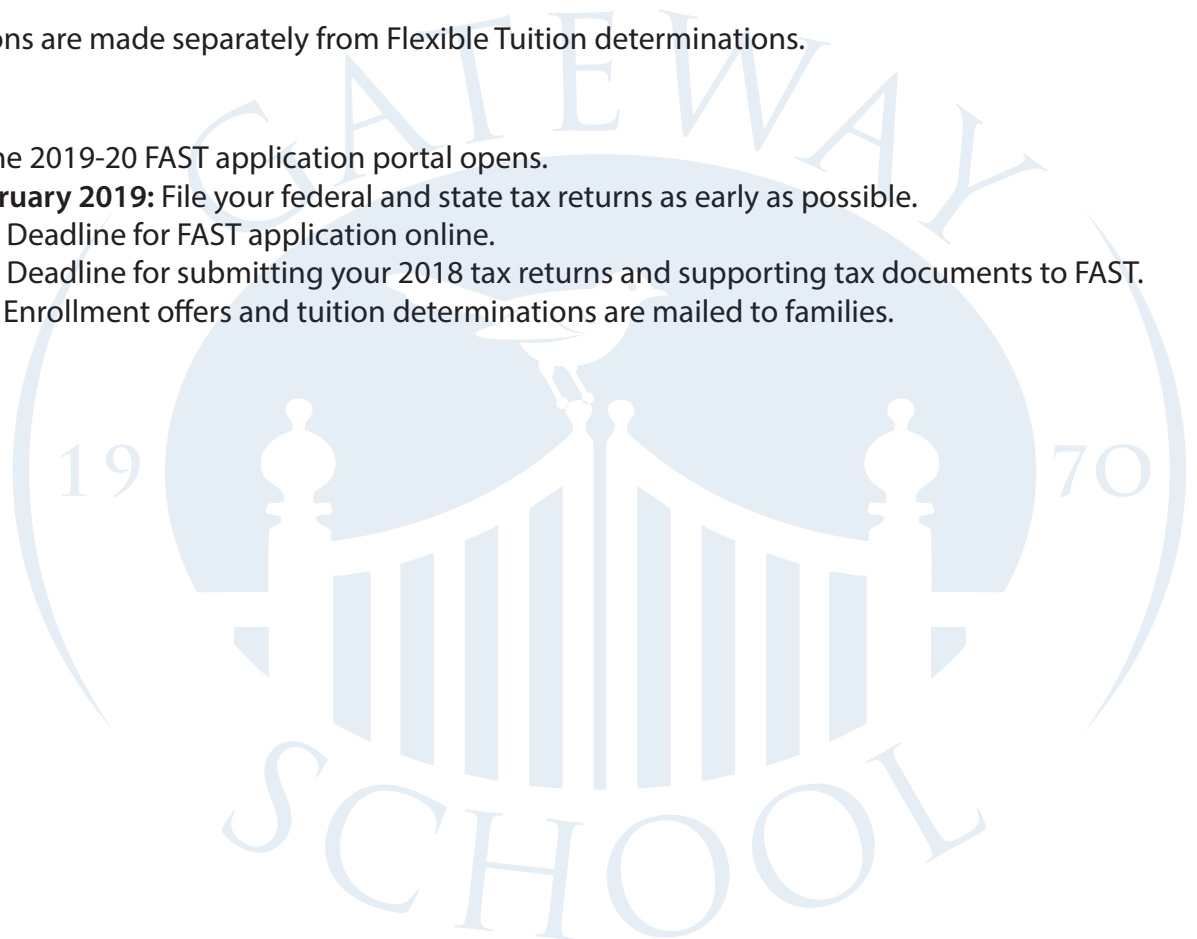 ons are made separately from Flexible Tuition determinations.
ne 2019-20 FAST application portal opens.
ruary 2019: File your federal and state tax returns as early as possible.
Deadline for FAST application online.
Deadline for submitting your 2018 tax returns and supporting tax documents to FAST.
Enrollment offers and tuition determinations are mailed to families.
GATEWAY
19 70
SCHOOL